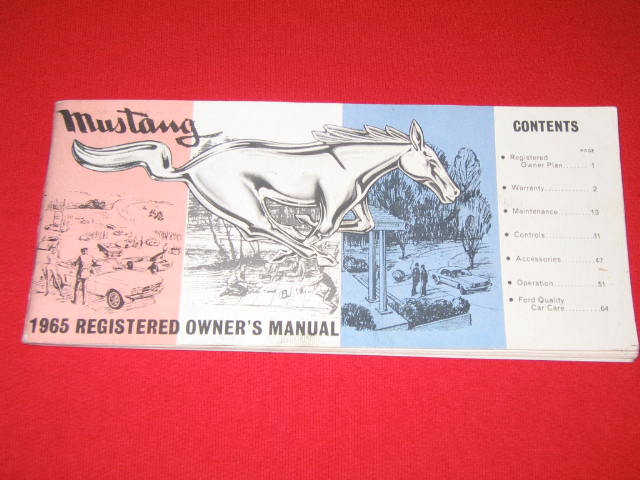 Mustang
1965 REGISTERED OWNER'S MANUAL
CONTENTS
PAGE
• Registered
Owner Plan.......1
• Warranty............2
• Maintenance.........13
• Controls............31
• Accessories.........47
• Operation...........51
• Ford Quality
Car Care.........64